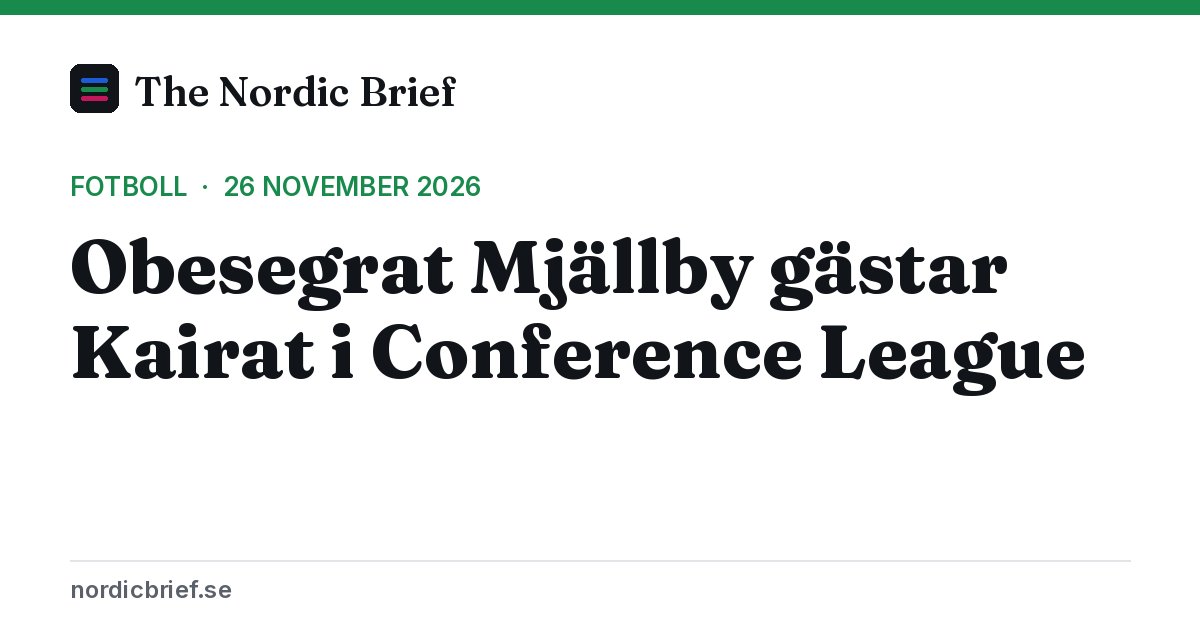 The Nordic Brief
FOTBOLL · 26 NOVEMBER 2026
Obesegrat Mjällby gästar
Kairat i Conference League
nordicbrief.se